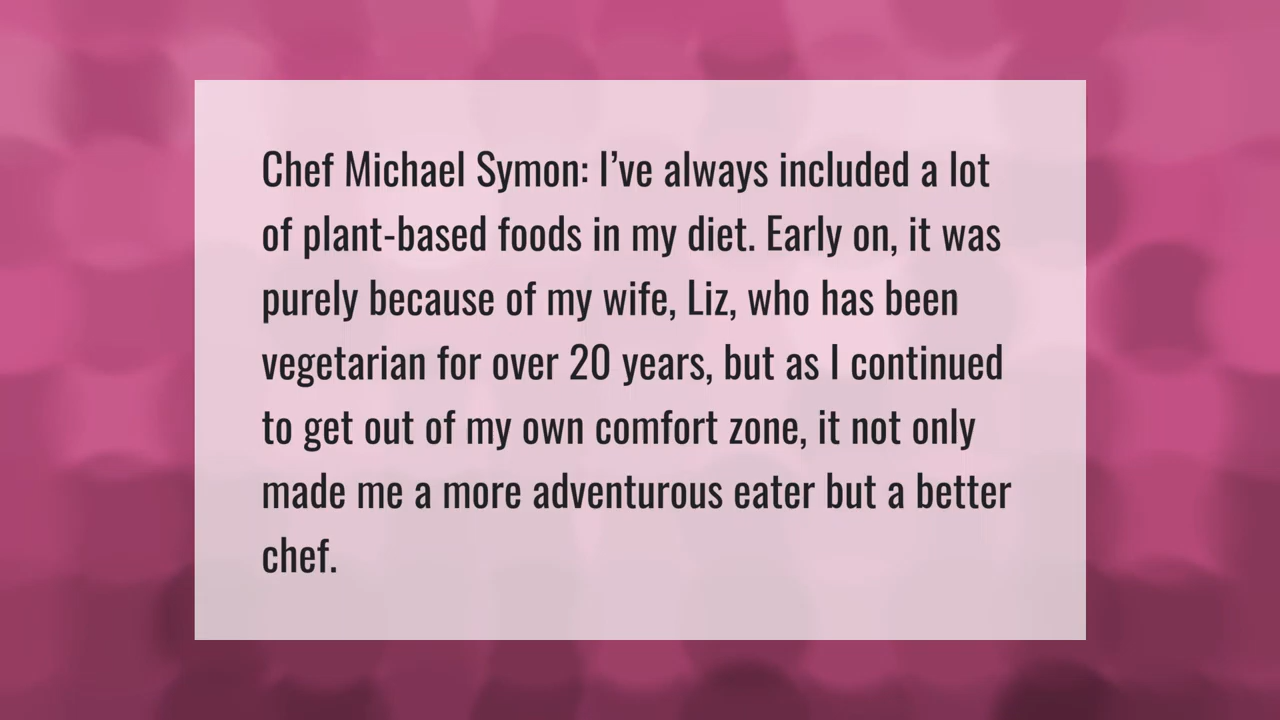 Chef Michael Symon: I’ve always included a lot
of plant-based foods in my diet. Early on, it was
purely because of my wife, Liz, who has been
vegetarian for over 20 years, but as I continued
to get out of my own comfort zone, it not only
made me a more adventurous eater but a better
chef.